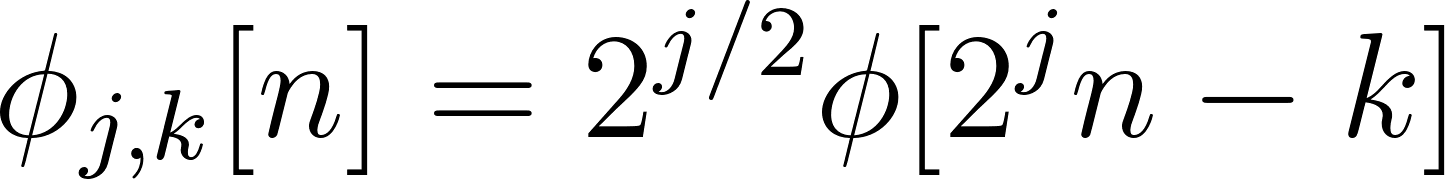 ϕ_{j,k}[n] = 2^{j/2} ϕ[2^j n − k]